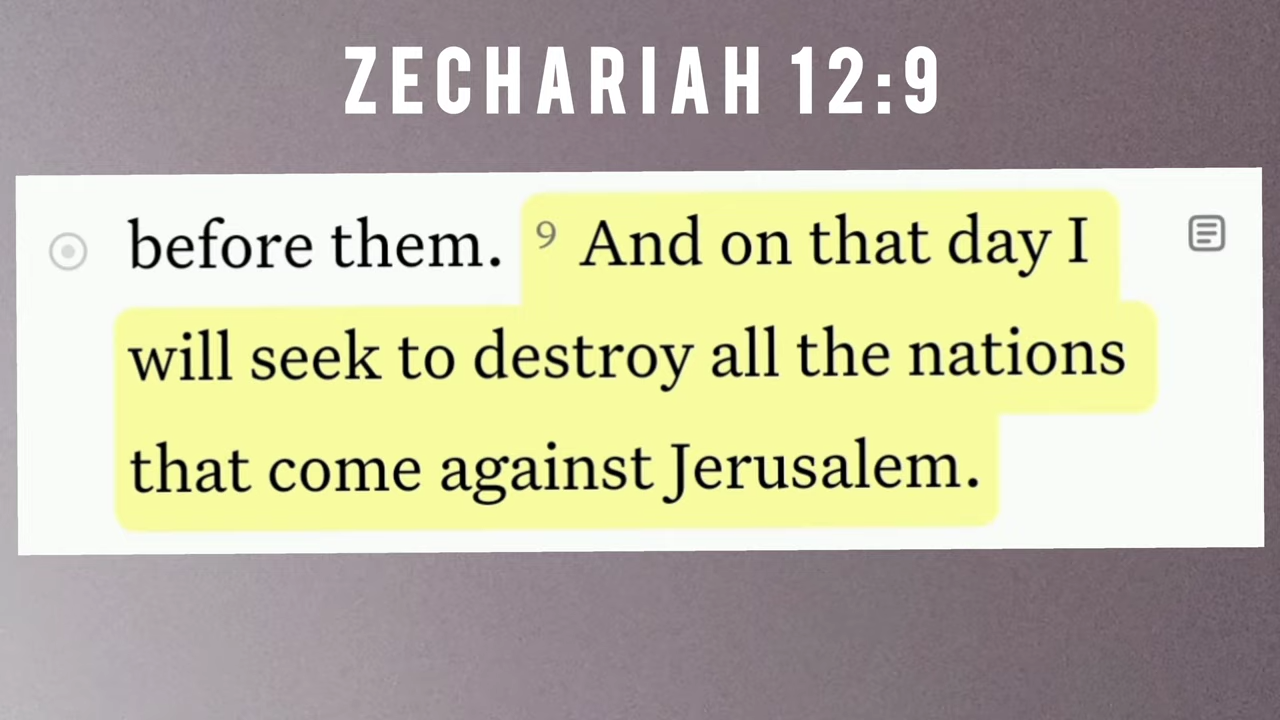 ZECHARIAH 12:9
before them. 9 And on that day I
will seek to destroy all the nations
that come against Jerusalem.